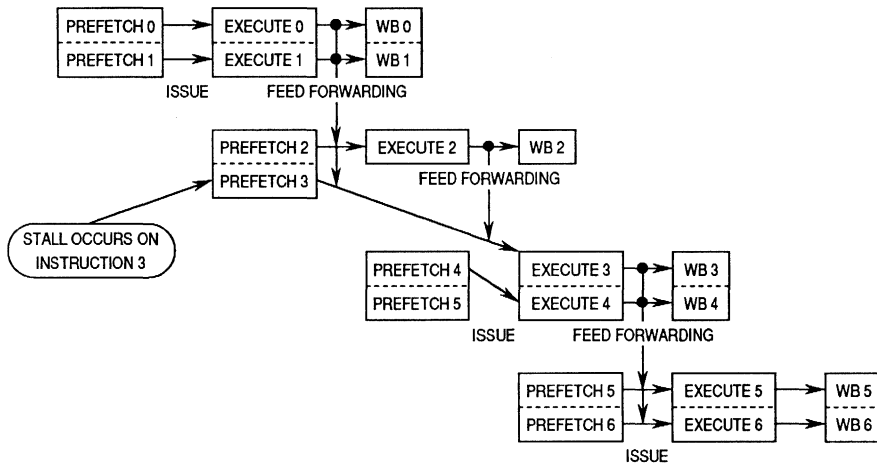 PREFETCH 0 EXECUTE 0 WB 0
PREFETCH 1 EXECUTE 1 WB 1
ISSUE FEED FORWARDING
PREFETCH 2 EXECUTE 2 WB 2
PREFETCH 3 FEED FORWARDING
STALL OCCURS ON
INSTRUCTION 3
PREFETCH 4 EXECUTE 3 WB 3
PREFETCH 5 EXECUTE 4 WB 4
ISSUE FEED FORWARDING
PREFETCH 5 EXECUTE 5 WB 5
PREFETCH 6 EXECUTE 6 WB 6
ISSUE